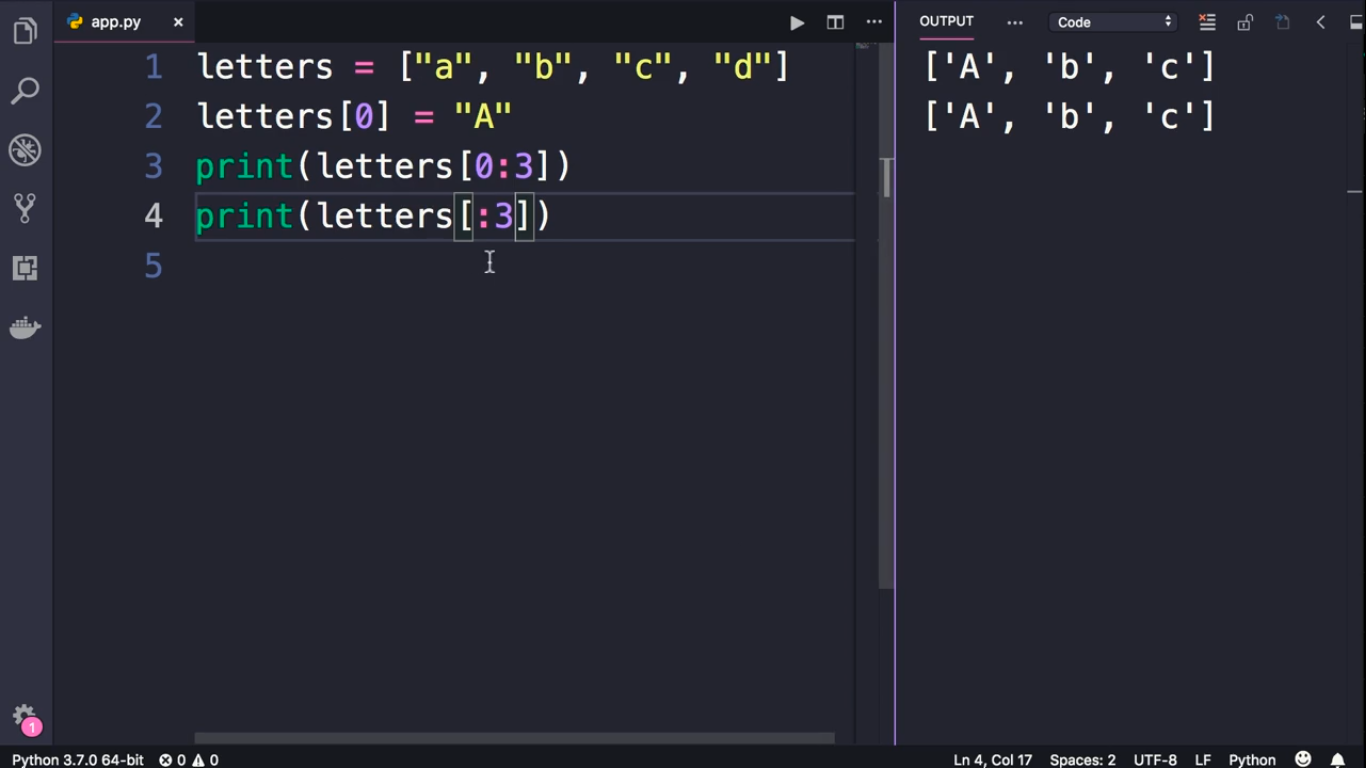 app.py
OUTPUT
Code
1 letters = ["a", "b", "c", "d"]
2 letters[0] = "A"
3 print(letters[0:3])
4 print(letters[:3])
5
['A', 'b', 'c']
['A', 'b', 'c']
1
Python 3.7.0 64-bit 0 0 Ln 4, Col 17 Spaces: 2 UTF-8 LF Python